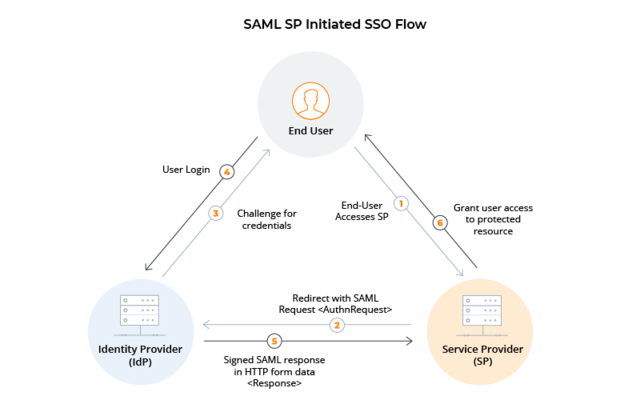 SAML SP Initiated SSO Flow
End User
User Login
4
3
Challenge for
credentials
End-User
Accesses SP
1
6
Grant user access
to protected
resource
Redirect with SAML
Request <AuthnRequest>
2
Identity Provider
(IdP)
5
Signed SAML response
in HTTP form data
<Response>
Service Provider
(SP)